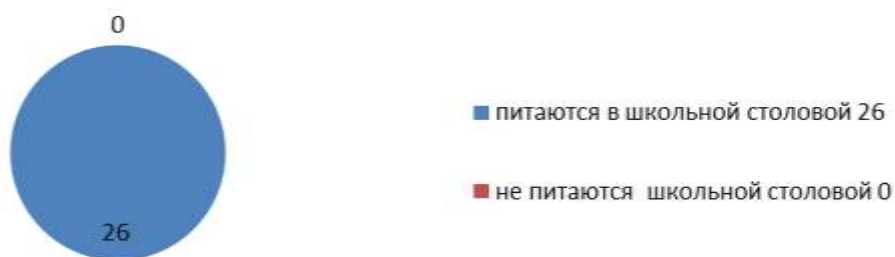 0
26
питаются в школьной столовой 26
не питаются  школьной столовой 0